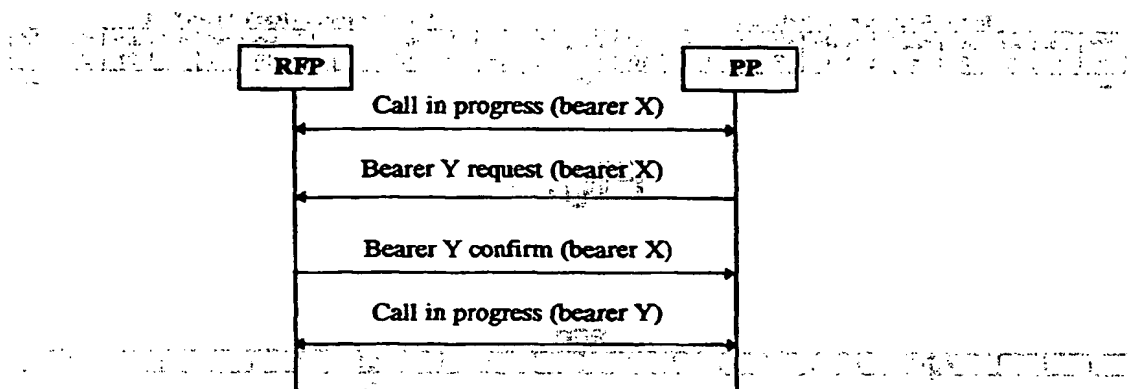 RFP
PP
Call in progress (bearer X)
Bearer Y request (bearer X)
Bearer Y confirm (bearer X)
Call in progress (bearer Y)